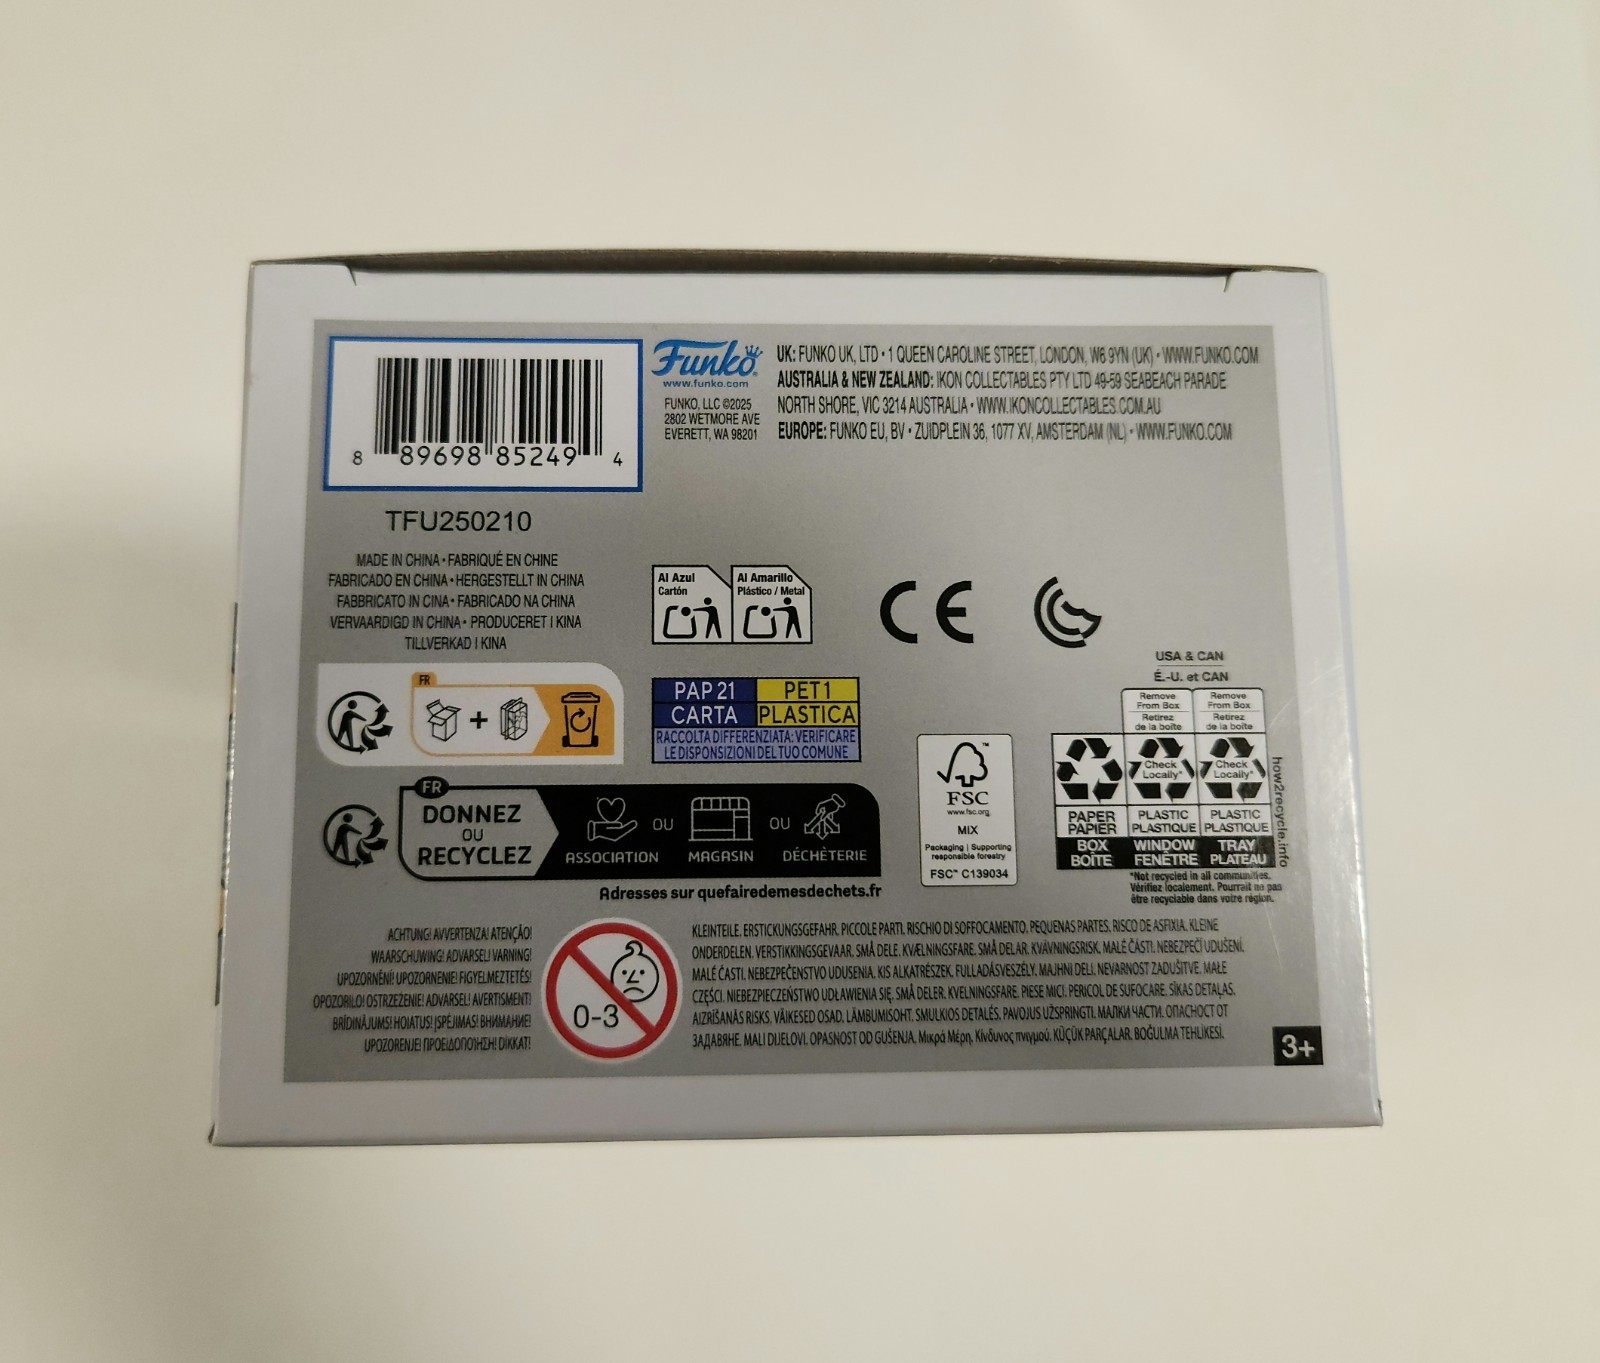 8 89698 85249 4
Funko
www.funko.com
FUNKO, LLC ©2025
2802 WETMORE AVE
EVERETT, WA 98201
UK: FUNKO UK, LTD • 1 QUEEN CAROLINE STREET, LONDON, W6 9YN (UK) • WWW.FUNKO.COM
AUSTRALIA & NEW ZEALAND: IKON COLLECTABLES PTY LTD 49-59 SEABEACH PARADE
NORTH SHORE, VIC 3214 AUSTRALIA • WWW.IKONCOLLECTABLES.COM.AU
EUROPE: FUNKO EU, BV • ZUIDPLEIN 36, 1077 XV, AMSTERDAM (NL) • WWW.FUNKO.COM
TFU250210
MADE IN CHINA • FABRIQUÉ EN CHINE
FABRICADO EN CHINA • HERGESTELLT IN CHINA
FABBRICATO IN CINA • FABRICADO NA CHINA
VERVAARDIGD IN CHINA • PRODUCERET I KINA
TILLVERKAD I KINA
Al Azul
Cartón
Al Amarillo
Plástico / Metal
CE
FR
PAP 21 PET1
CARTA PLASTICA
RACCOLTA DIFFERENZIATA: VERIFICARE
LE DISPONSIZIONI DEL TUO COMUNE
USA & CAN
É.-U. et CAN
Remove
From Box
Retirez
de la boîte
Remove
From Box
Retirez
de la boîte
Check
Locally*
Check
Locally*
PAPER
PAPIER
PLASTIC
PLASTIQUE
PLASTIC
PLASTIQUE
BOX
BOÎTE
WINDOW
FENÊTRE
TRAY
PLATEAU
how2recycle.info
*Not recycled in all communities.
Vérifiez localement. Pourrait ne pas
être recyclable dans votre région.
FSC
www.fsc.org
MIX
Packaging | Supporting
responsible forestry
FSC™ C139034
FR
DONNEZ
OU
RECYCLEZ
ASSOCIATION
OU
MAGASIN
OU
DÉCHÈTERIE
Adresses sur quefairedemesdechets.fr
ACHTUNG! AVVERTENZA! ATENÇÃO!
WAARSCHUWING! ADVARSEL! VARNING!
UPOZORNĚNÍ! UPOZORNENIE! FIGYELMEZTETÉS!
OPOZORILO! OSTRZEŻENIE! ADVARSEL! AVERTISMENT!
BRĪDINĀJUMS! HOIATUS! ĮSPĖJIMAS! ВНИМАНИЕ!
UPOZORENJE! ΠΡΟΕΙΔΟΠΟΙΗΣΗ! DİKKAT!
0-3
KLEINTEILE. ERSTICKUNGSGEFAHR. PICCOLE PARTI. RISCHIO DI SOFFOCAMENTO. PEQUENAS PARTES. RISCO DE ASFIXIA. KLEINE
ONDERDELEN. VERSTIKKINGSGEVAAR. SMÅ DELE. KVÆLNINGSFARE. SMÅ DELAR. KVÄVNINGSRISK. MALÉ ČÁSTI. NEBEZPEČÍ UDUŠENÍ.
MALÉ ČASTI. NEBEZPEČENSTVO UDUSENIA. KIS ALKATRÉSZEK. FULLADÁSVESZÉLY. MAJHNI DELI. NEVARNOST ZADUŠITVE. MAŁE
CZĘŚCI. NIEBEZPIECZEŃSTWO UDŁAWIENIA SIĘ. SMÅ DELER. KVELNINGSFARE. PIESE MICI. PERICOL DE SUFOCARE. SĪKAS DETAĻAS.
AIZRĪŠANĀS RISKS. VÄIKESED OSAD. LÄMBUMISOHT. SMULKIOS DETALĖS. PAVOJUS UŽSPRINGTI. МАЛКИ ЧАСТИ. ОПАСНОСТ ОТ
ЗАДАВЯНЕ. MALI DIJELOVI. OPASNOST OD GUŠENJA. Μικρά Μέρη. Κίνδυνος πνιγμού. KÜÇÜK PARÇALAR. BOĞULMA TEHLİKESİ.
3+